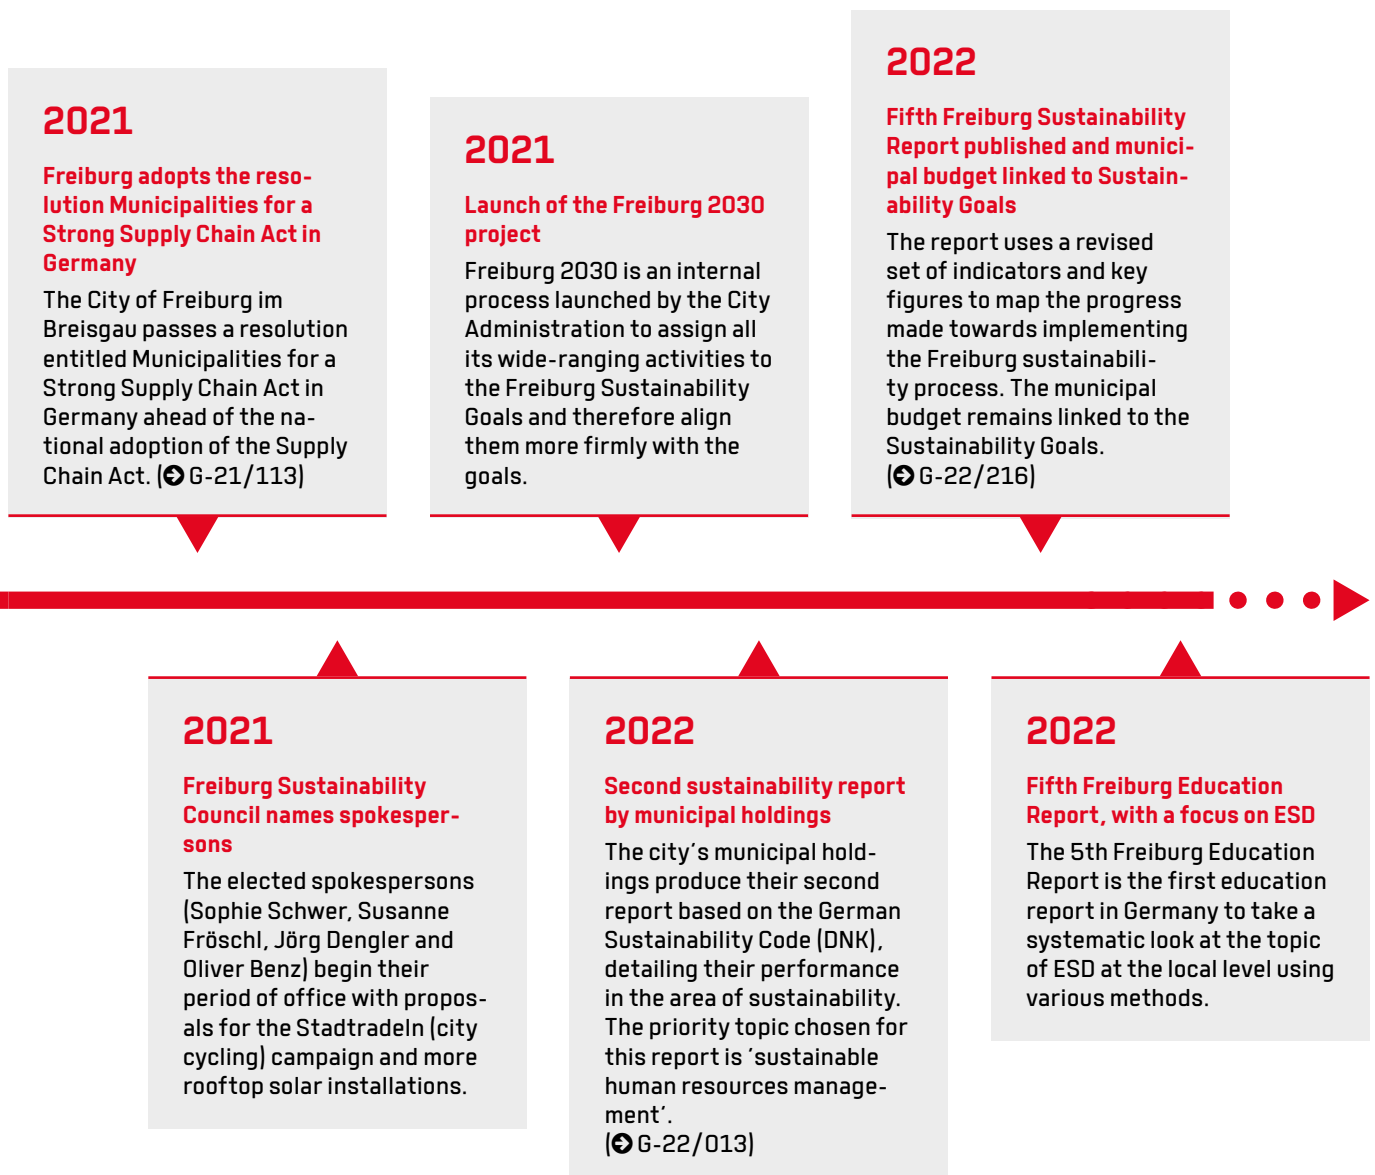 2021
Freiburg adopts the reso-
lution Municipalities for a
Strong Supply Chain Act in
Germany
The City of Freiburg im
Breisgau passes a resolution
entitled Municipalities for a
Strong Supply Chain Act in
Germany ahead of the na-
tional adoption of the Supply
Chain Act. (➲ G-21/113)
2021
Launch of the Freiburg 2030
project
Freiburg 2030 is an internal
process launched by the City
Administration to assign all
its wide-ranging activities to
the Freiburg Sustainability
Goals and therefore align
them more firmly with the
goals.
2022
Fifth Freiburg Sustainability
Report published and munici-
pal budget linked to Sustain-
ability Goals
The report uses a revised
set of indicators and key
figures to map the progress
made towards implementing
the Freiburg sustainabili-
ty process. The municipal
budget remains linked to the
Sustainability Goals.
(➲ G-22/216)
2021
Freiburg Sustainability
Council names spokesper-
sons
The elected spokespersons
(Sophie Schwer, Susanne
Fröschl, Jörg Dengler and
Oliver Benz) begin their
period of office with propos-
als for the Stadtradeln (city
cycling) campaign and more
rooftop solar installations.
2022
Second sustainability report
by municipal holdings
The city's municipal hold-
ings produce their second
report based on the German
Sustainability Code (DNK),
detailing their performance
in the area of sustainability.
The priority topic chosen for
this report is 'sustainable
human resources manage-
ment'.
(➲ G-22/013)
2022
Fifth Freiburg Education
Report, with a focus on ESD
The 5th Freiburg Education
Report is the first education
report in Germany to take a
systematic look at the topic
of ESD at the local level using
various methods.